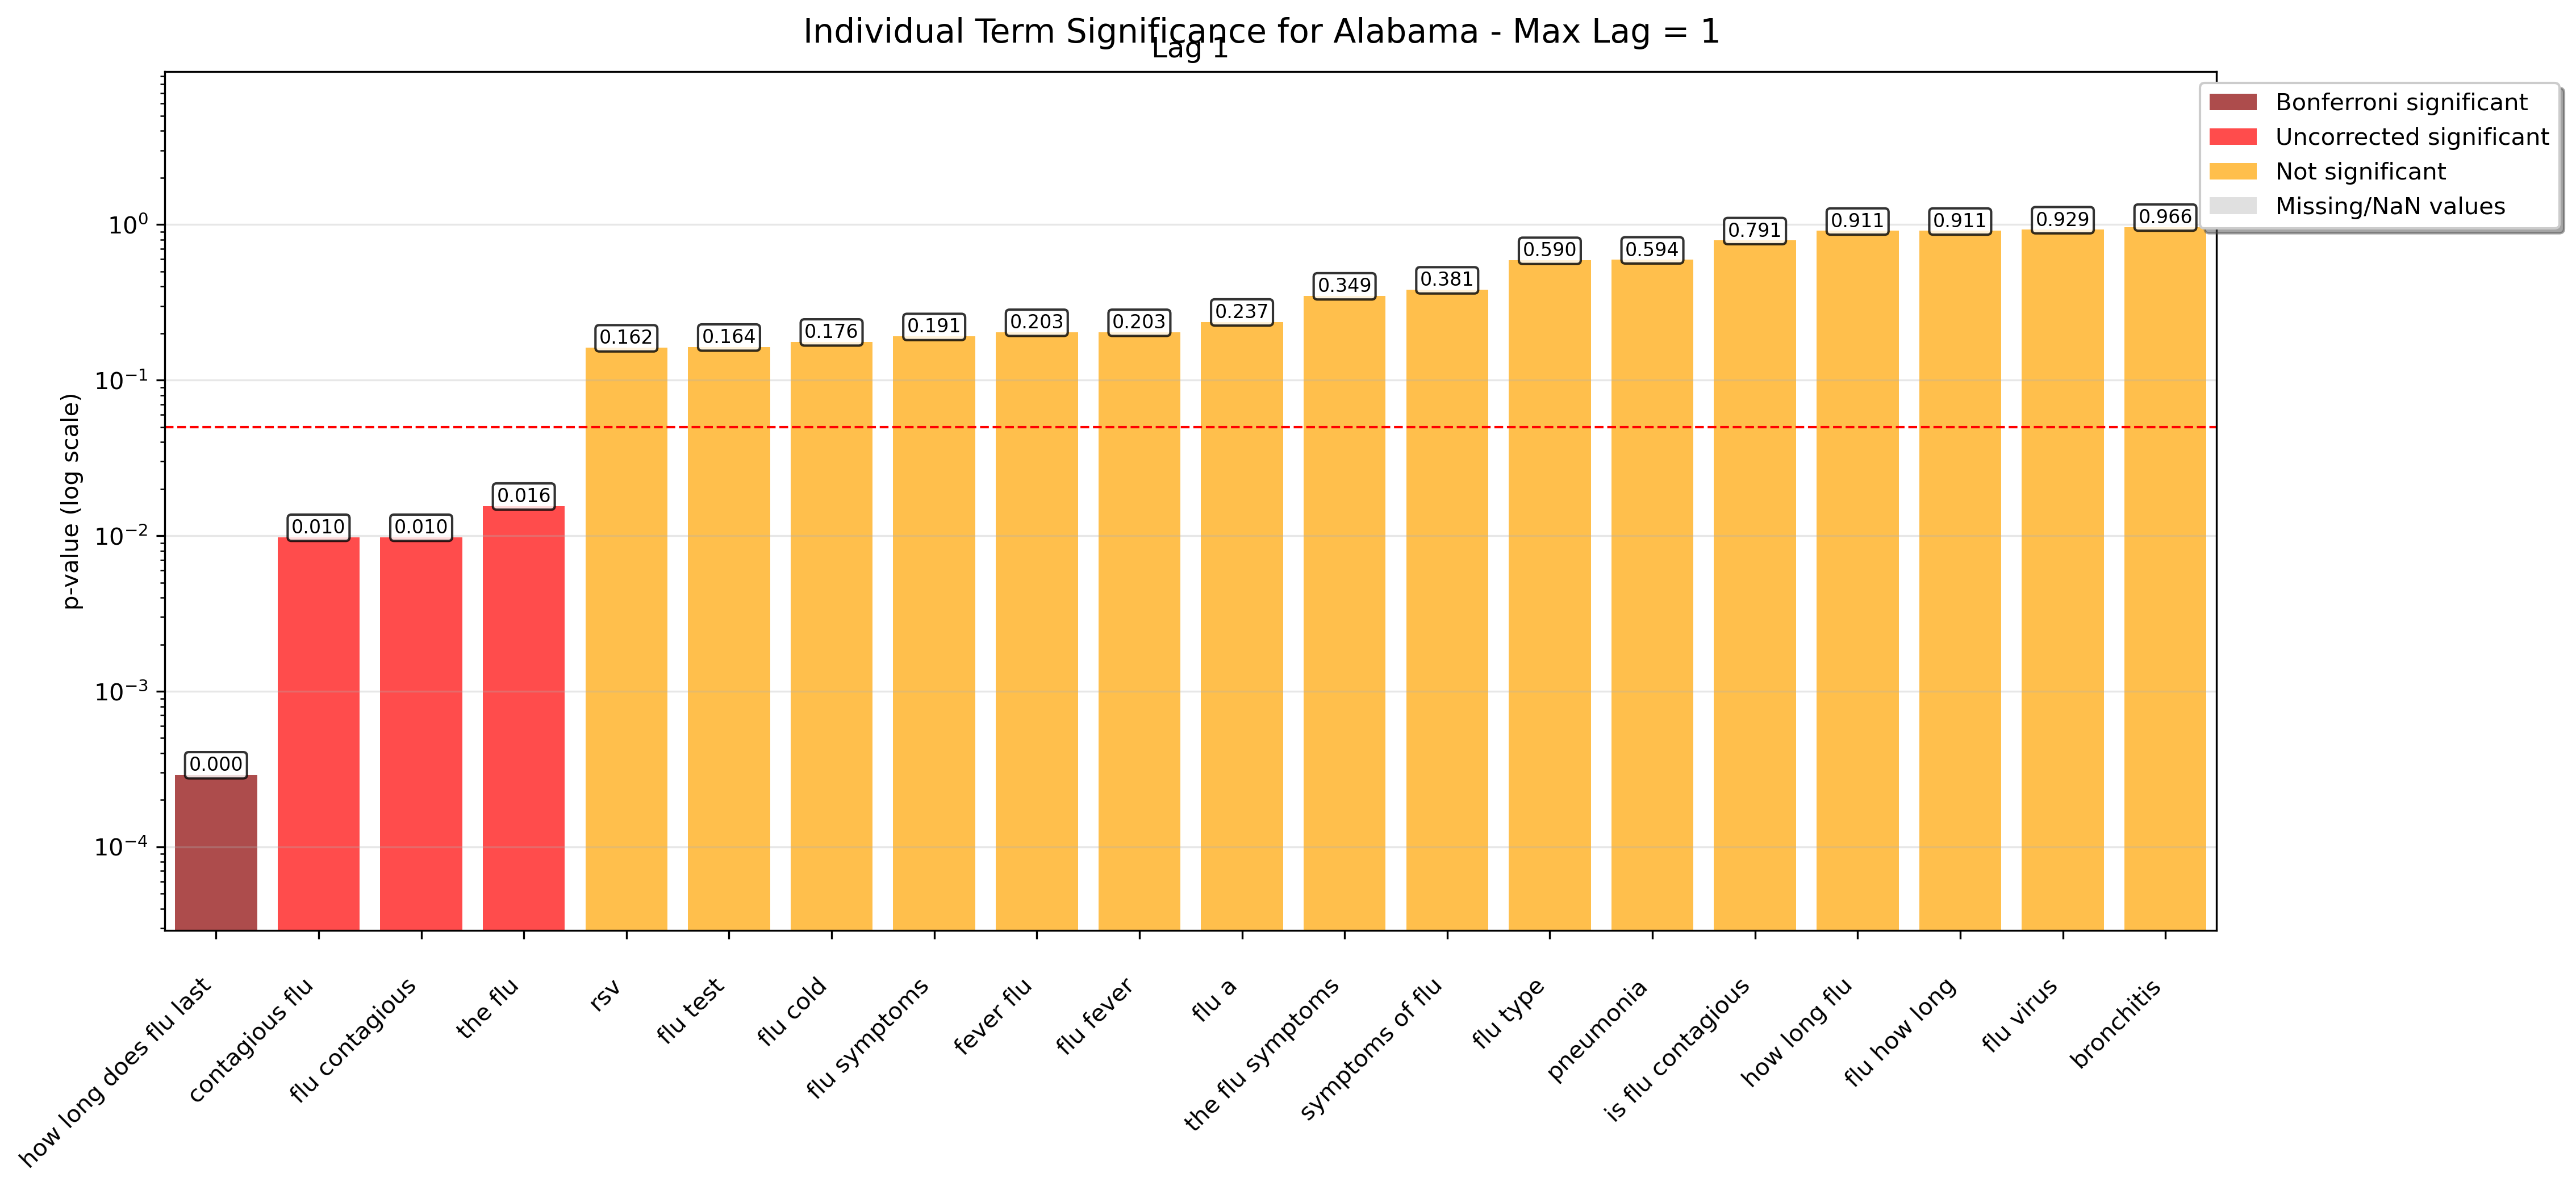 Individual Term Significance for Alabama - Max Lag = 1
Lag 1
Bonferroni significant
Uncorrected significant
Not significant
Missing/NaN values
p-value (log scale)
10⁰
10⁻¹
10⁻²
10⁻³
10⁻⁴
0.000
0.010
0.010
0.016
0.162
0.164
0.176
0.191
0.203
0.203
0.237
0.349
0.381
0.590
0.594
0.791
0.911
0.911
0.929
0.966
how long does flu last
contagious flu
flu contagious
the flu
rsv
flu test
flu cold
flu symptoms
fever flu
flu fever
flu a
the flu symptoms
symptoms of flu
flu type
pneumonia
is flu contagious
how long flu
flu how long
flu virus
bronchitis